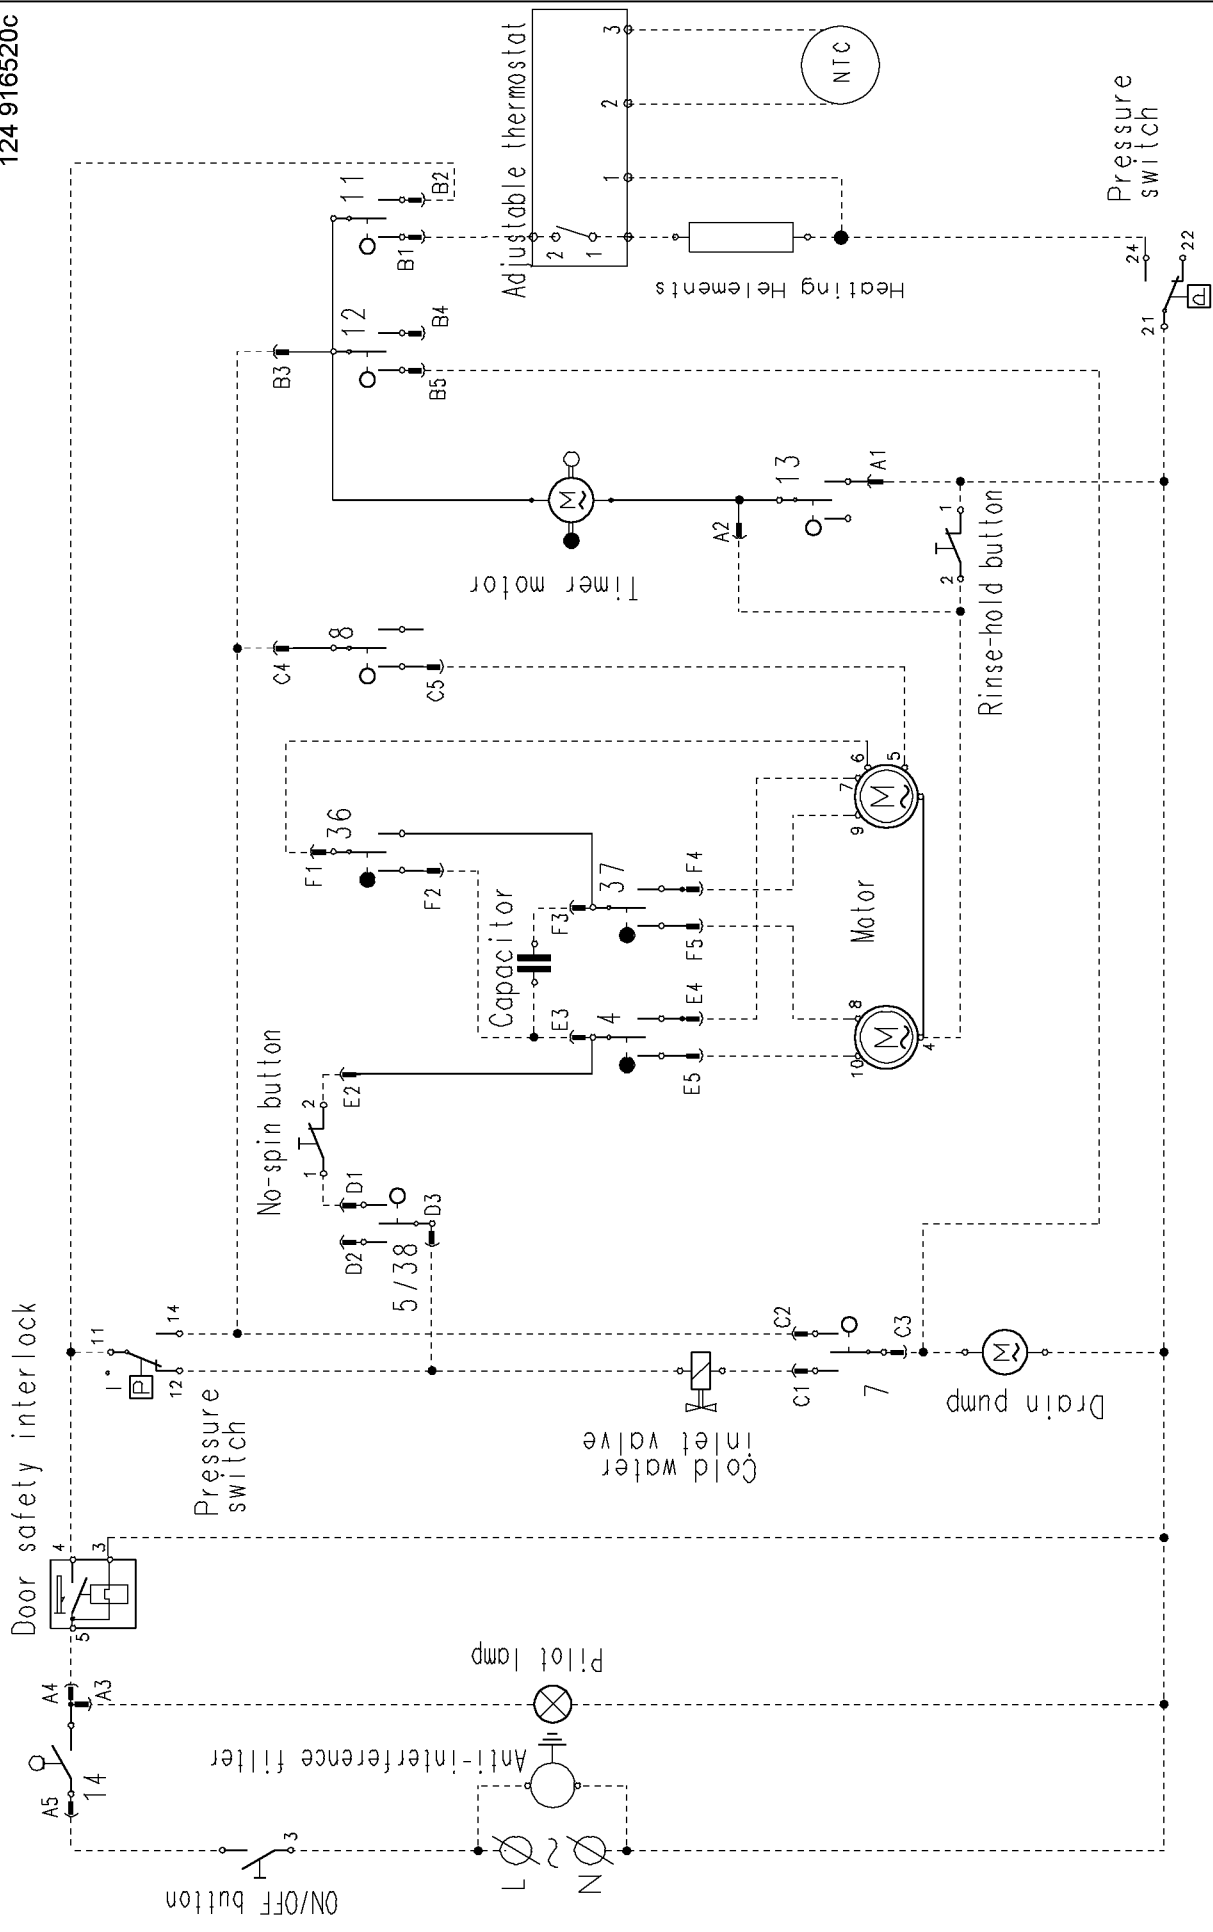 124 916520c
Door safety interlock
5
4
3
A4
A3
A5
14
ON/OFF button
3
L
N
Anti-interference filter
Pilot lamp
Pressure
switch
11
P
12
14
Cold water
inlet valve
C1
C2
7
C3
Drain pump
M
5/38
D1
D2
D3
No-spin button
1
2
E2
E3
4
E4
E5
Capacitor
F1
36
F2
F3
37
F4
F5
Motor
M
10
8
4
M
9
7
6
5
C4
8
C5
Timer motor
M
A2
13
A1
Rinse-hold button
2
1
B3
12
B4
B5
11
B1
B2
Adjustable thermostat
2
1
1
2
3
NTC
Heating Helements
Pressure
switch
24
22
21
P